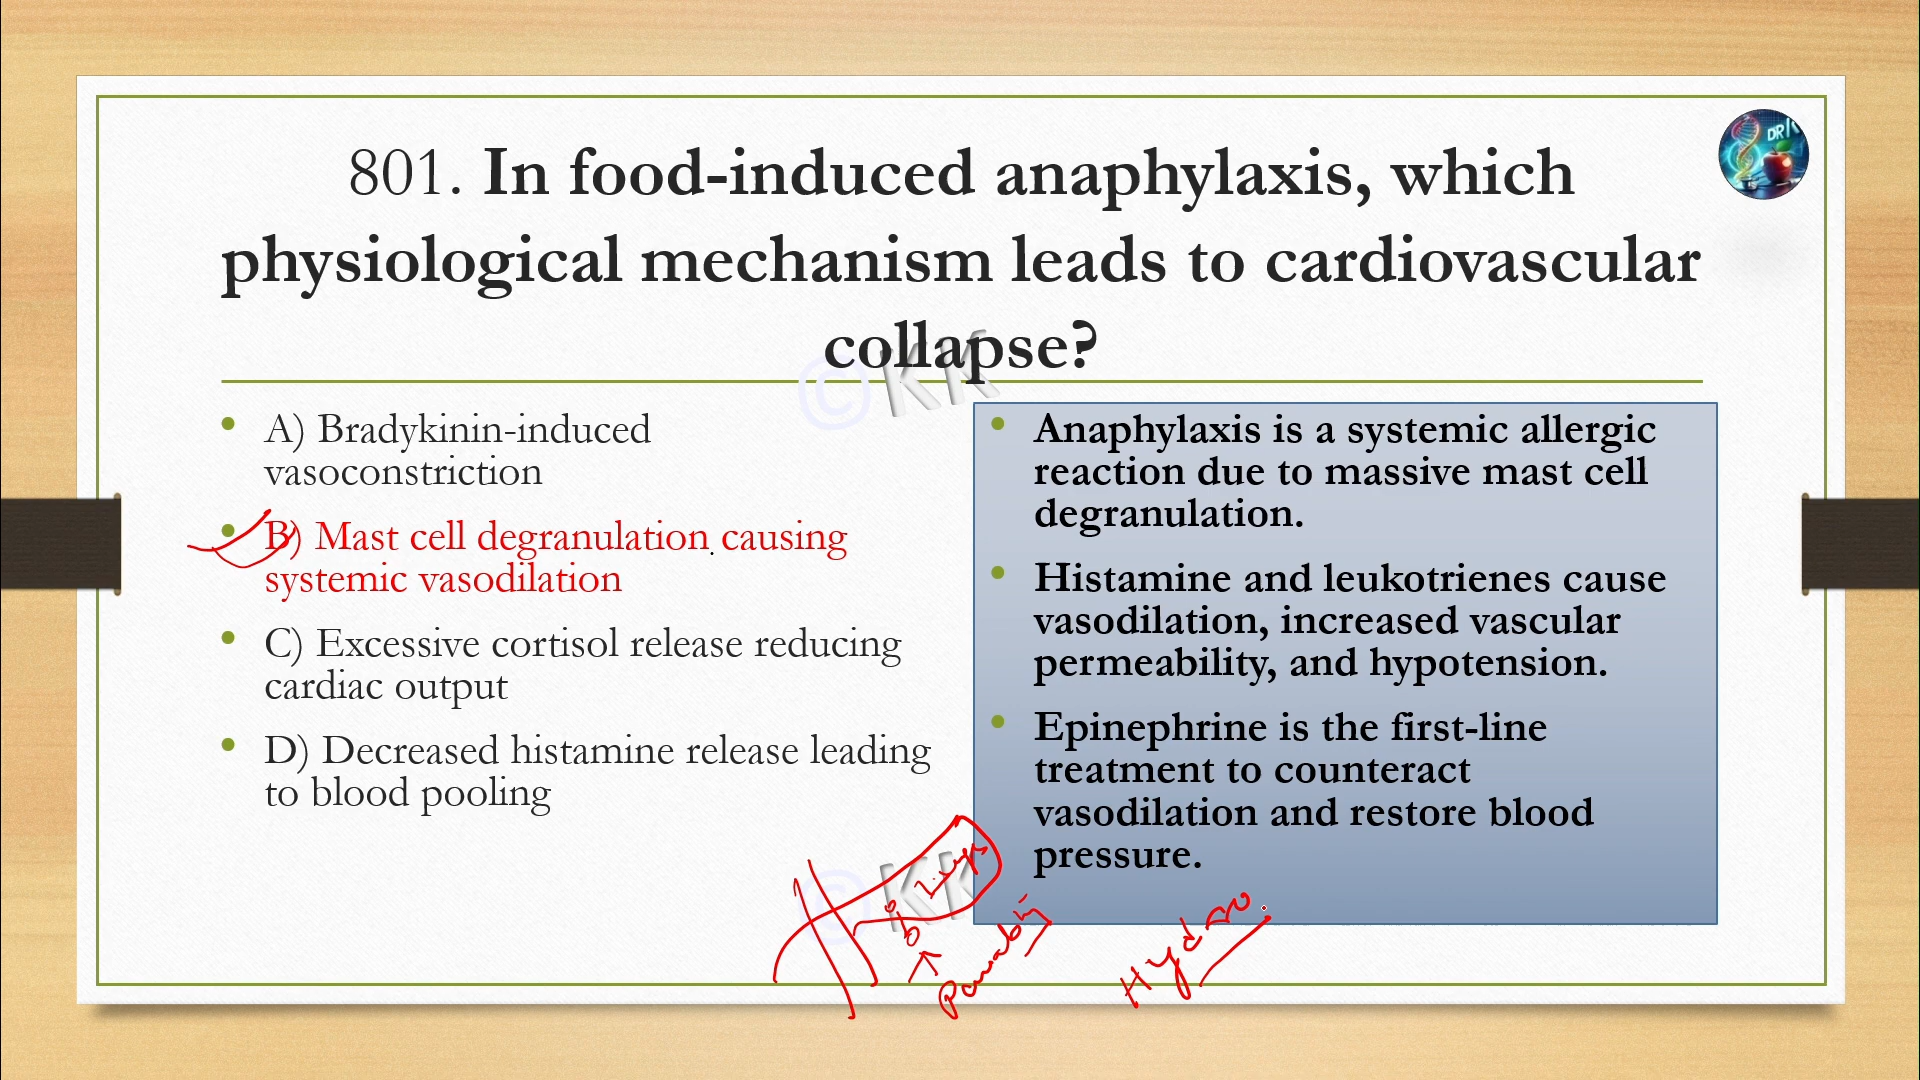 DR
801. In food-induced anaphylaxis, which
physiological mechanism leads to cardiovascular
collapse?
©KK
• A) Bradykinin-induced
vasoconstriction
• B) Mast cell degranulation causing
systemic vasodilation
• C) Excessive cortisol release reducing
cardiac output
• D) Decreased histamine release leading
to blood pooling
• Anaphylaxis is a systemic allergic
reaction due to massive mast cell
degranulation.
• Histamine and leukotrienes cause
vasodilation, increased vascular
permeability, and hypotension.
• Epinephrine is the first-line
treatment to counteract
vasodilation and restore blood
pressure.
©KK